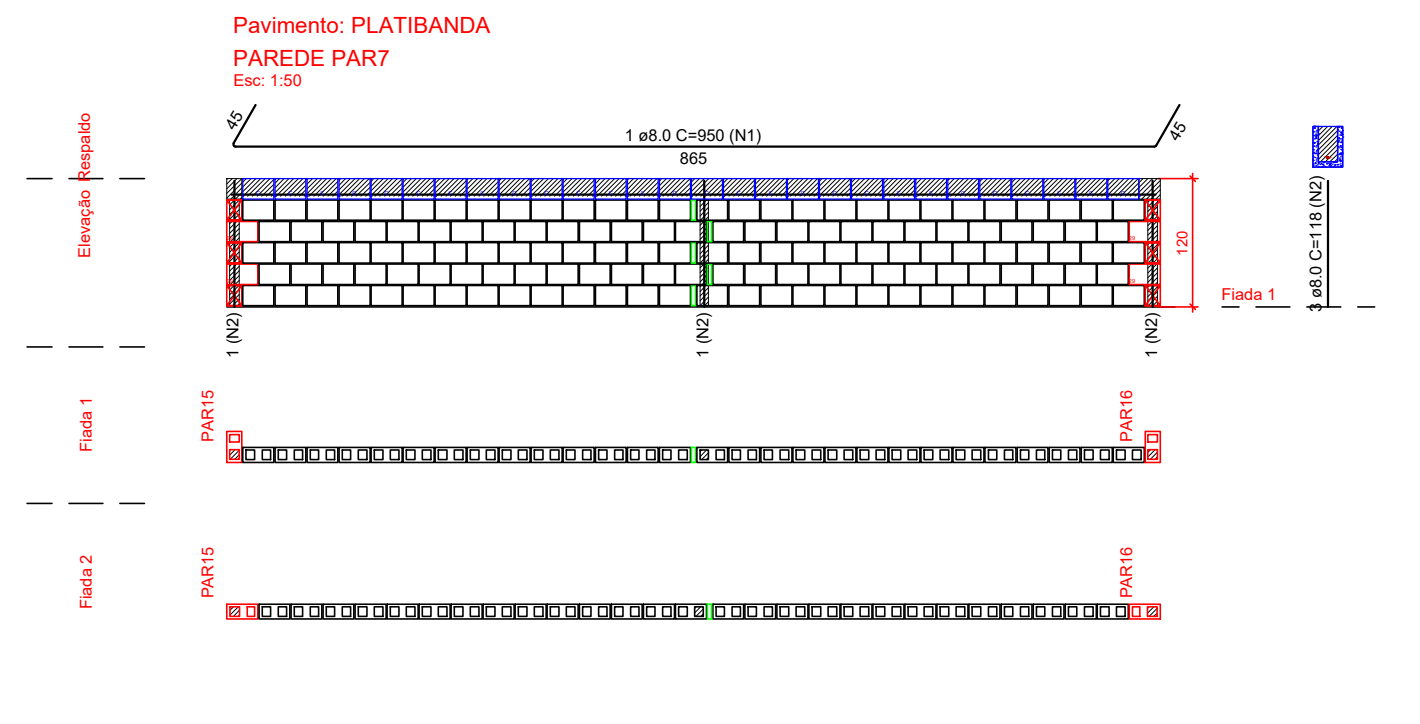 Pavimento: PLATIBANDA
PAREDE PAR7
Esc: 1:50
45
1 ø8.0 C=950 (N1)
865
45
Respaldo
Elevação
120
3 ø8.0 C=118 (N2)
Fiada 1
1 (N2)
1 (N2)
1 (N2)
Fiada 1
PAR15
PAR16
Fiada 2
PAR15
PAR16